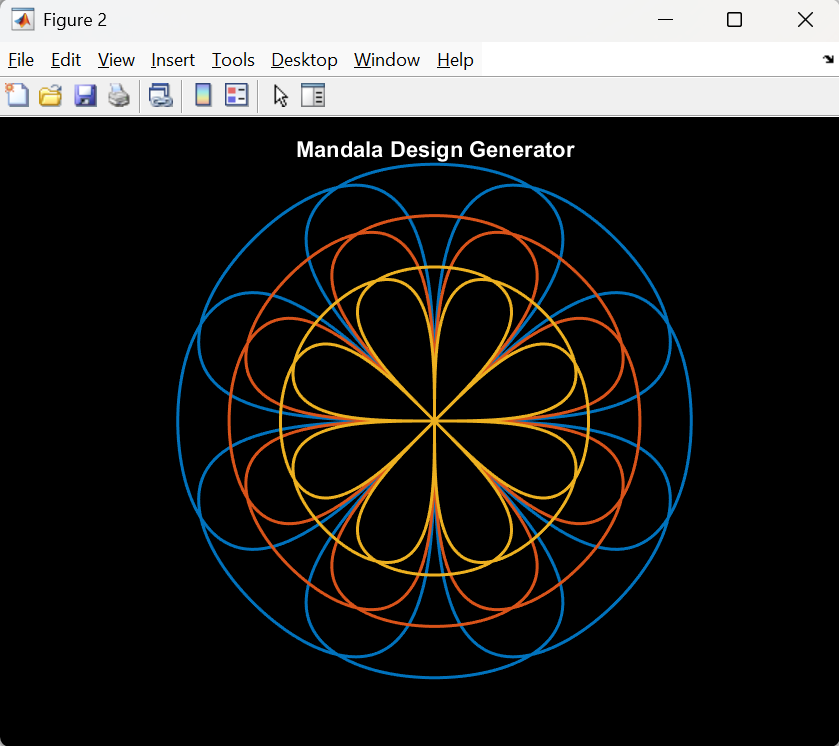 Figure 2
File Edit View Insert Tools Desktop Window Help
Mandala Design Generator